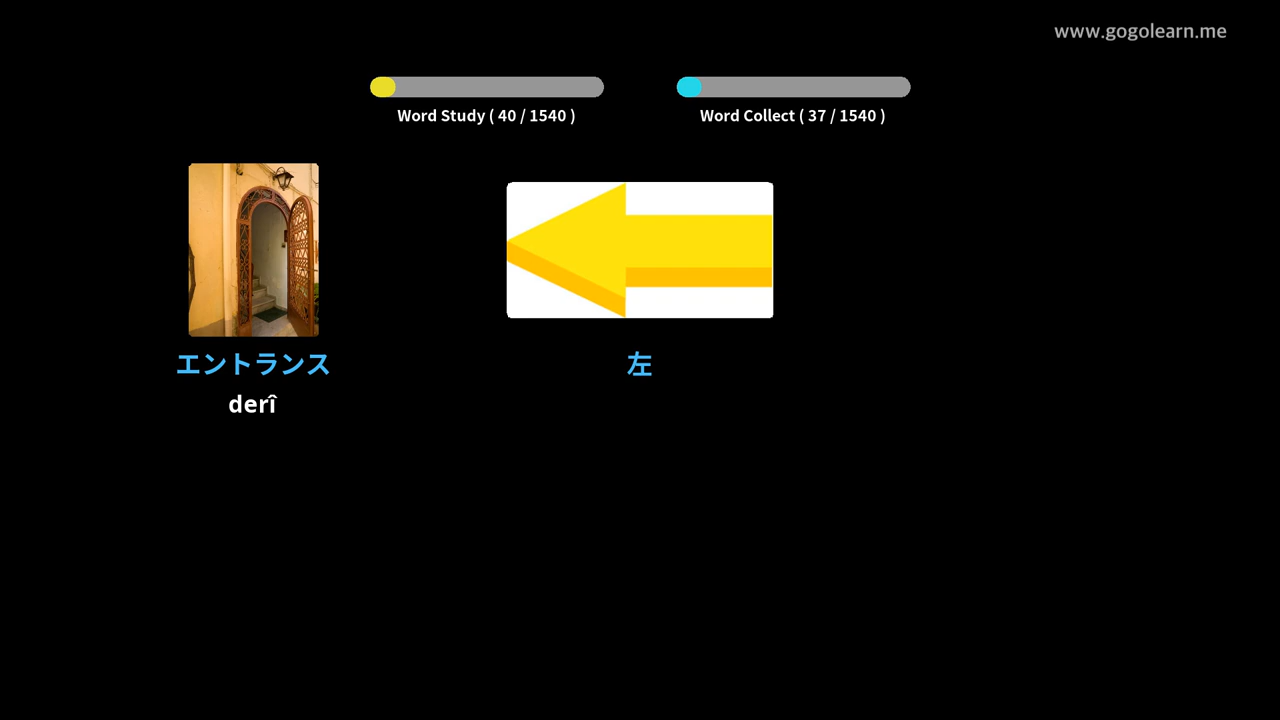 www.gogolearn.me
Word Study ( 40 / 1540 )
Word Collect ( 37 / 1540 )
エントランス
derî
左